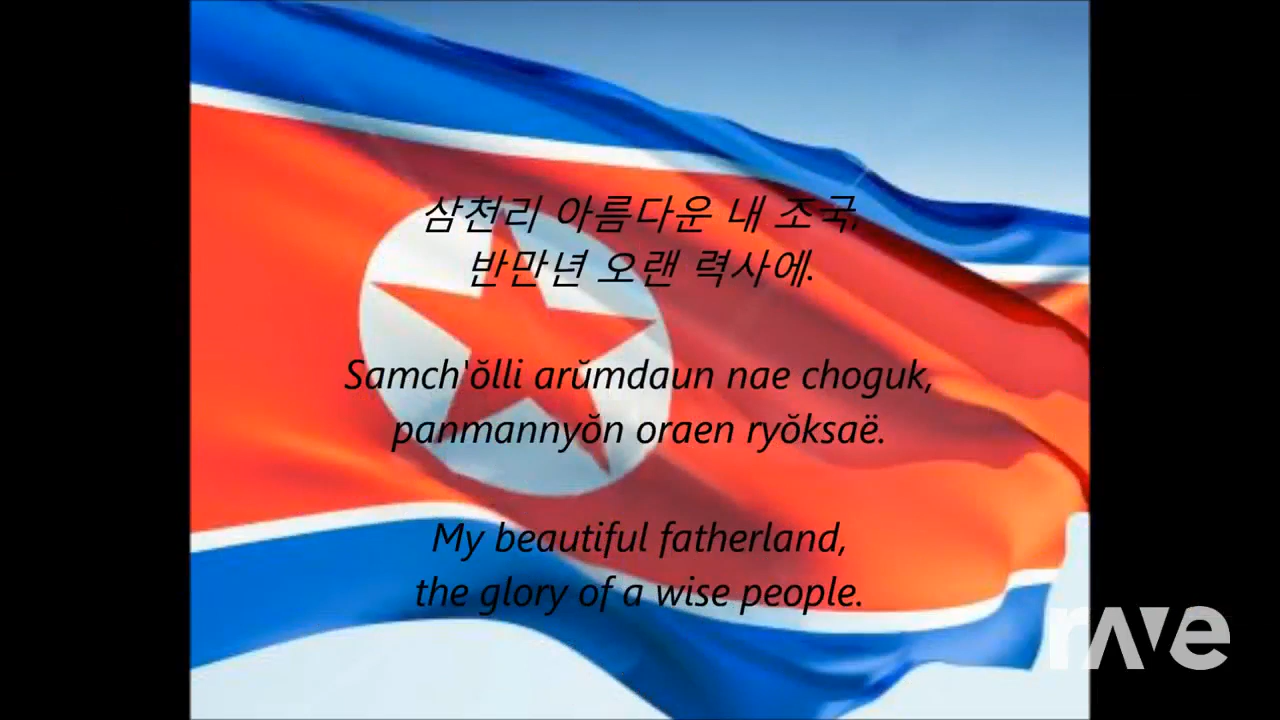 삼천리 아름다운 내 조국,
반만년 오랜 력사에.
Samch'ŏlli arŭmdaun nae choguk,
panmannyŏn oraen ryŏksaë.
My beautiful fatherland,
the glory of a wise people.
rave